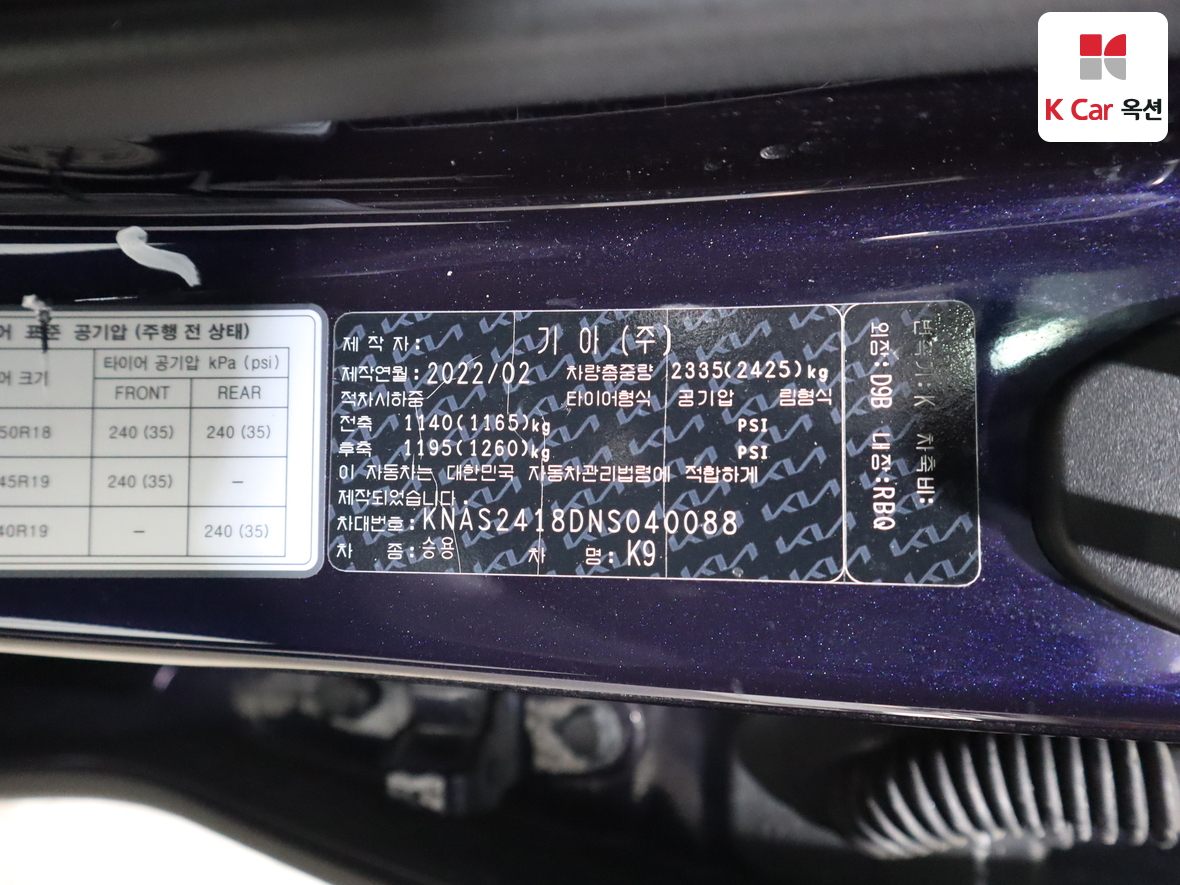 K Car 옥션
어 표준 공기압 (주행 전 상태)
어 크기 타이어 공기압 kPa (psi)
FRONT REAR
50R18 240 (35) 240 (35)
45R19 240 (35) –
40R19 – 240 (35)
제 작 자: 기 아 (주)
제작연월: 2022/02 차량총중량 2335(2425)kg
적차시하중 타이어형식 공기압 림형식
전축 1140(1165)kg PSI
후축 1195(1260)kg PSI
이 자동차는 대한민국 자동차관리법령에 적합하게
제작되었습니다.
차대번호: KNAS2418DNS040088
차 종: 승용 차 명: K9
변속기: K 차축비:
외장: D9B 내장: RBQ